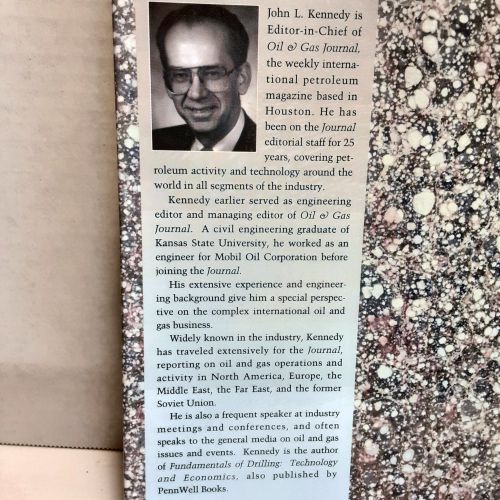 John L. Kennedy is
Editor-in-Chief of
Oil & Gas Journal,
the weekly interna-
tional petroleum
magazine based in
Houston. He has
been on the Journal
editorial staff for 25
years, covering pet-
roleum activity and technology around the
world in all segments of the industry.
Kennedy earlier served as engineering
editor and managing editor of Oil & Gas
Journal. A civil engineering graduate of
Kansas State University, he worked as an
engineer for Mobil Oil Corporation before
joining the Journal.
His extensive experience and engineer-
ing background give him a special perspec-
tive on the complex international oil and
gas business.
Widely known in the industry, Kennedy
has traveled extensively for the Journal,
reporting on oil and gas operations and
activity in North America, Europe, the
Middle East, the Far East, and the former
Soviet Union.
He is also a frequent speaker at industry
meetings and conferences, and often
speaks to the general media on oil and gas
issues and events. Kennedy is the author
of Fundamentals of Drilling: Technology
and Economics, also published by
PennWell Books.